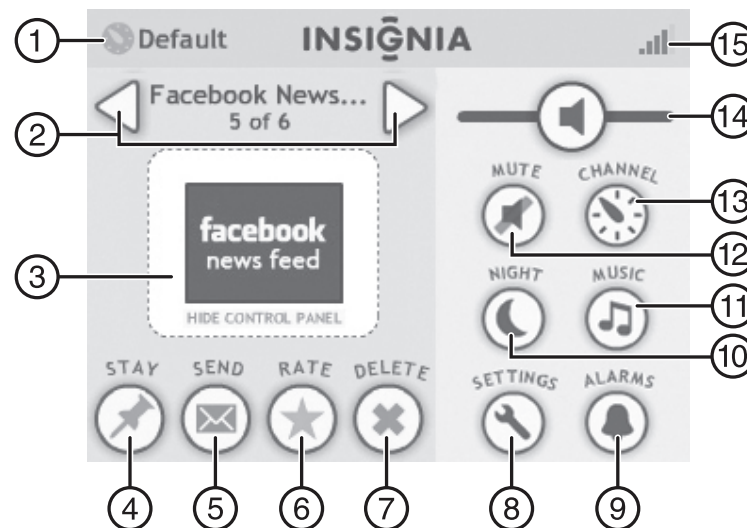 1
Default
INSIGNIA
15
2
Facebook News...
5 of 6
14
MUTE
CHANNEL
13
12
3
facebook
news feed
HIDE CONTROL PANEL
NIGHT
MUSIC
11
10
STAY
SEND
RATE
DELETE
SETTINGS
ALARMS
4
5
6
7
8
9